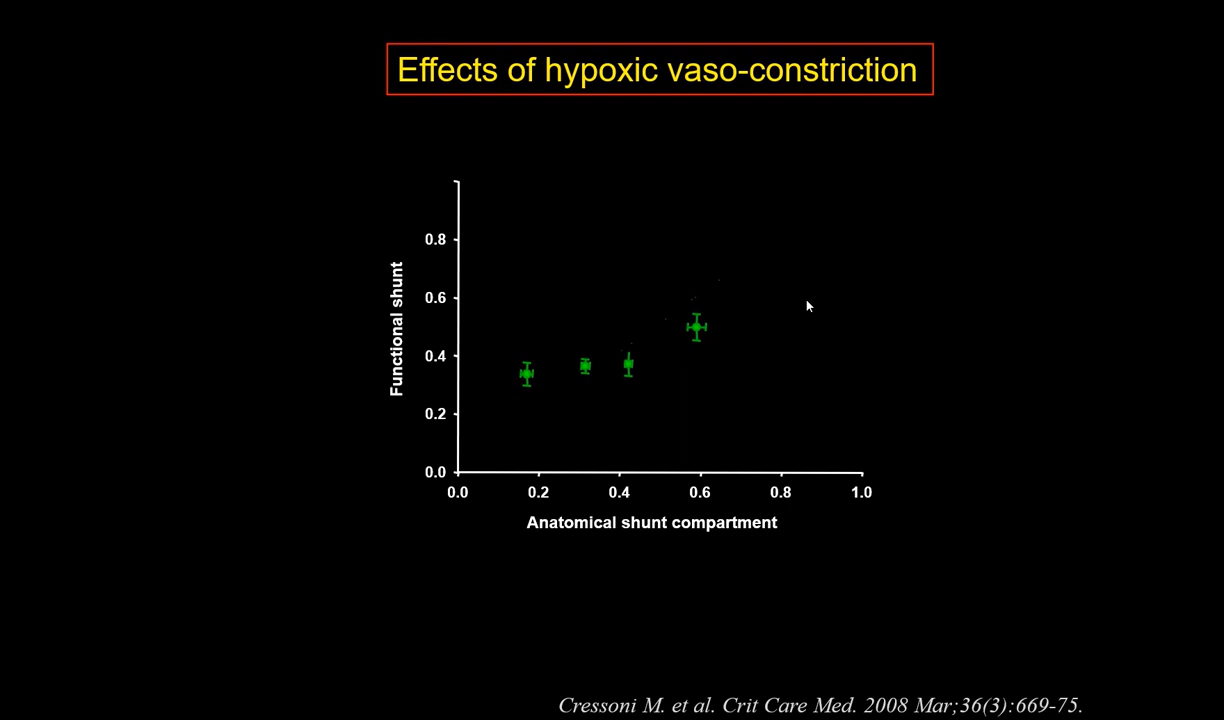 Effects of hypoxic vaso-constriction
Functional shunt
0.8
0.6
0.4
0.2
0.0
0.0 0.2 0.4 0.6 0.8 1.0
Anatomical shunt compartment
Cressoni M. et al. Crit Care Med. 2008 Mar;36(3):669-75.